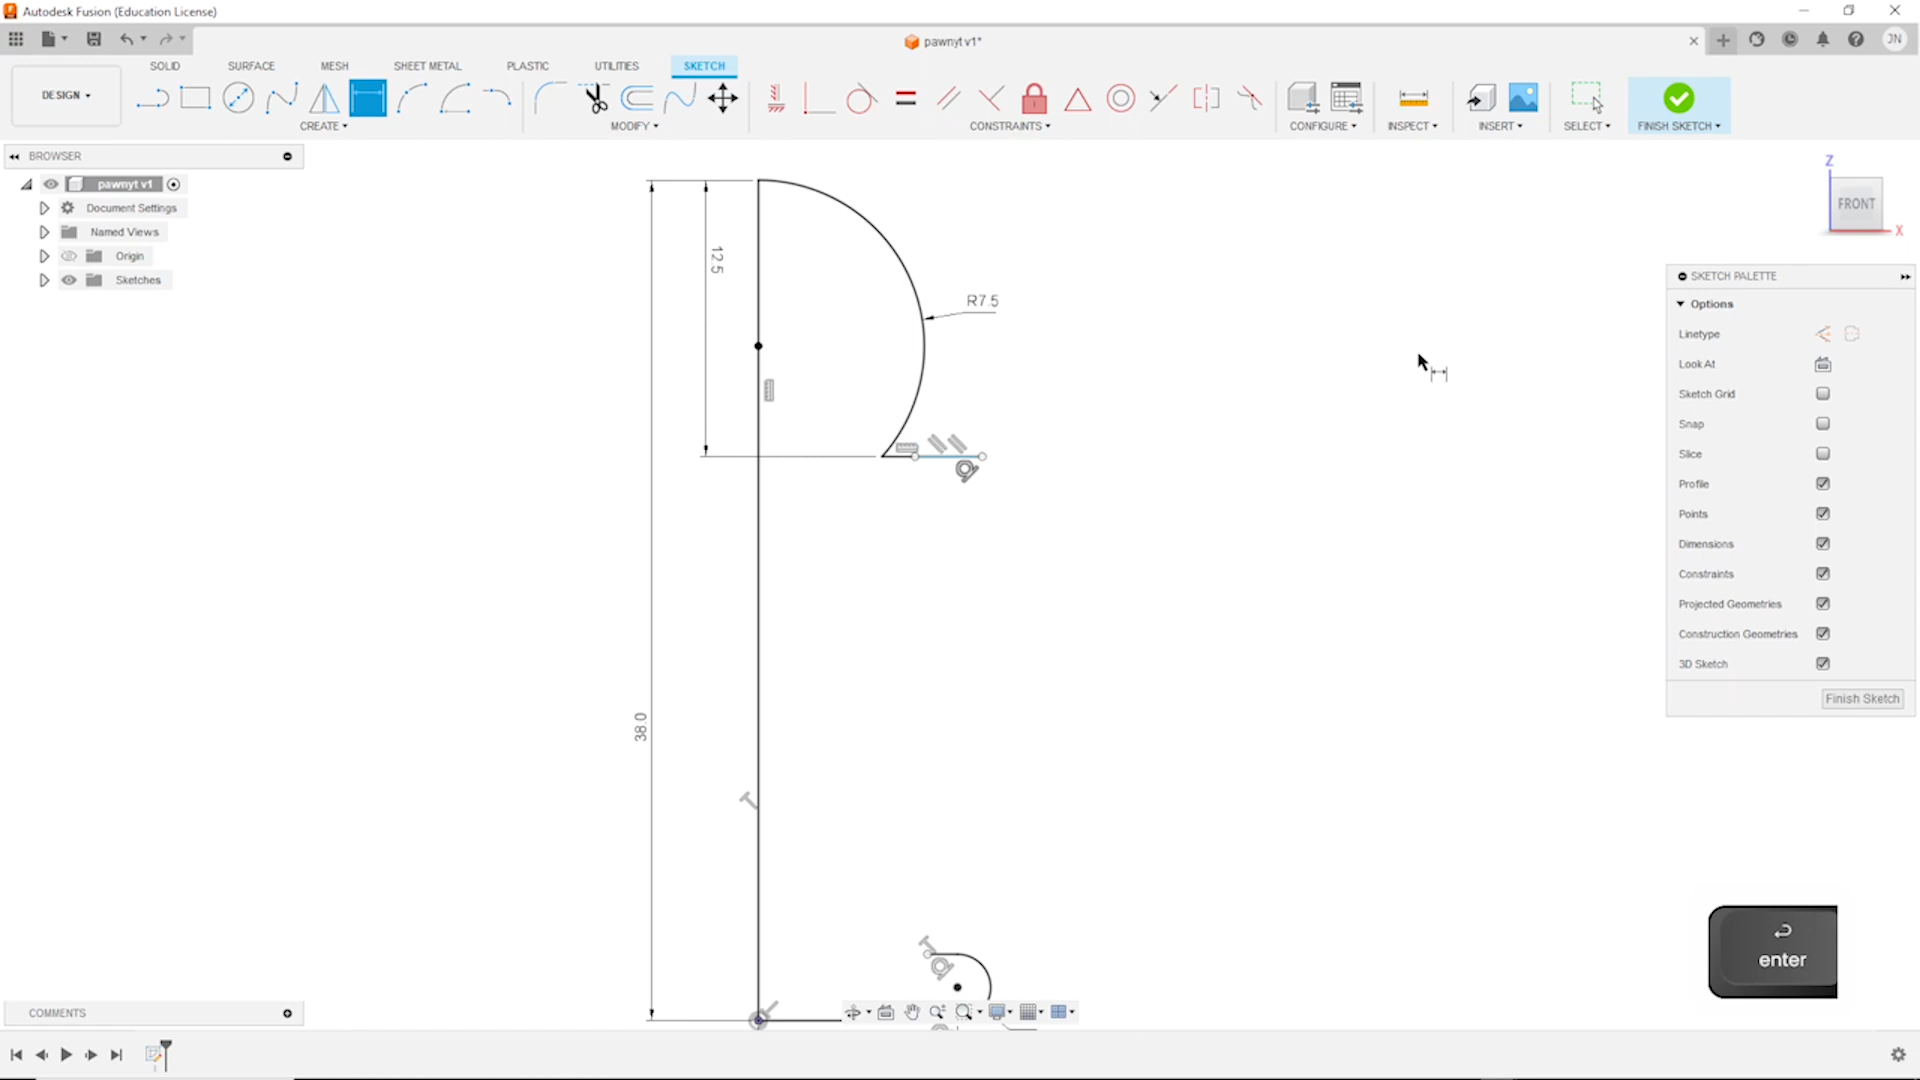 Autodesk Fusion (Education License)
pawnyt v1*
JN
DESIGN
SOLID
SURFACE
MESH
SHEET METAL
PLASTIC
UTILITIES
SKETCH
CREATE
MODIFY
CONSTRAINTS
CONFIGURE
INSPECT
INSERT
SELECT
FINISH SKETCH
BROWSER
pawnyt v1
Document Settings
Named Views
Origin
Sketches
Z
FRONT
X
12.5
R7.5
38.0
SKETCH PALETTE
Options
Linetype
Look At
Sketch Grid
Snap
Slice
Profile
Points
Dimensions
Constraints
Projected Geometries
Construction Geometries
3D Sketch
Finish Sketch
enter
COMMENTS